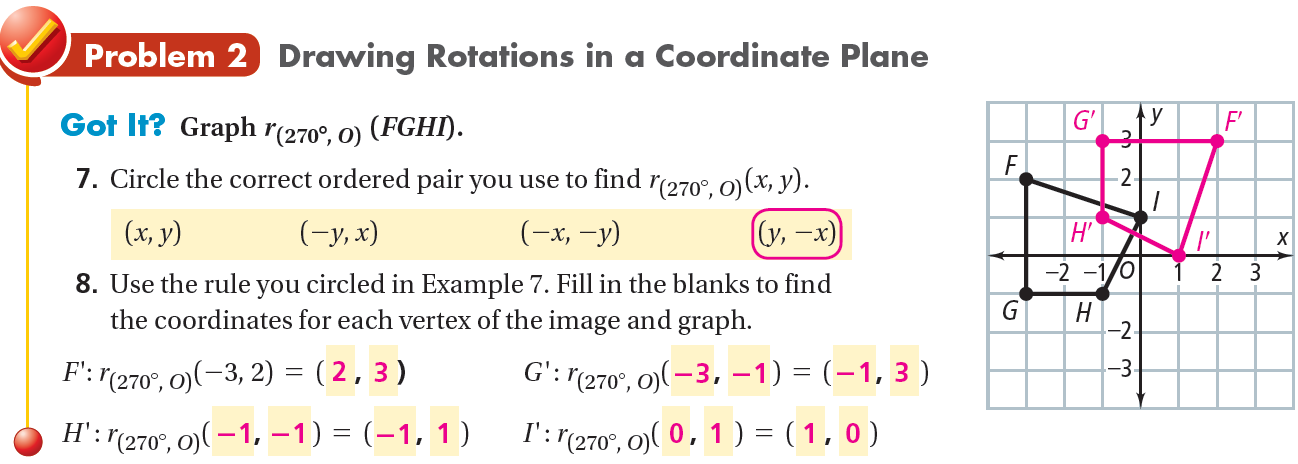 Problem 2 Drawing Rotations in a Coordinate Plane
Got It? Graph r(270°, O) (FGHI).
7. Circle the correct ordered pair you use to find r(270°, O)(x, y).
(x, y) (−y, x) (−x, −y) (y, −x)
8. Use the rule you circled in Example 7. Fill in the blanks to find
the coordinates for each vertex of the image and graph.
F′: r(270°, O)(−3, 2) = (2, 3)
G′: r(270°, O)(−3, −1) = (−1, 3)
H′: r(270°, O)(−1, −1) = (−1, 1)
I′: r(270°, O)(0, 1) = (1, 0)
G′ y F′
3
F
2
I
H′ I′ x
−2 −1 O 1 2 3
G H
−2
−3